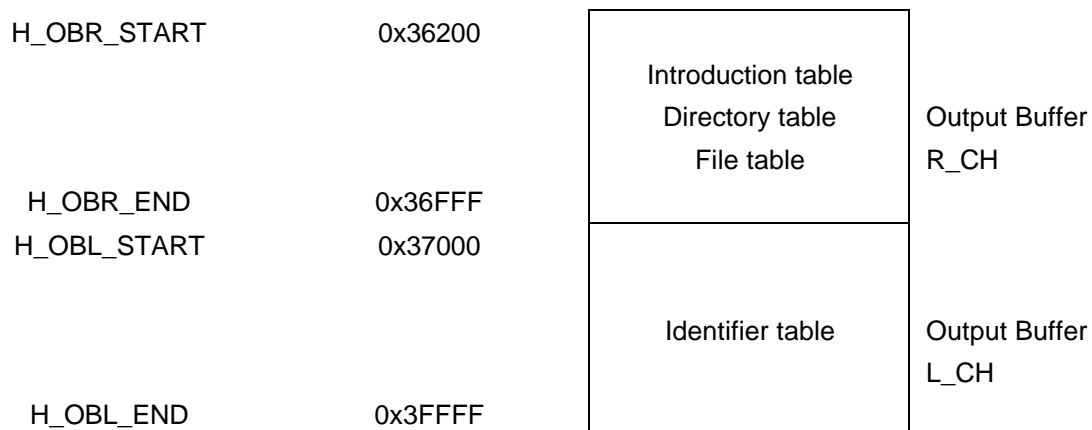 H_OBR_START 0x36200
Introduction table
Directory table Output Buffer
File table R_CH
H_OBR_END 0x36FFF
H_OBL_START 0x37000
Identifier table Output Buffer
L_CH
H_OBL_END 0x3FFFF